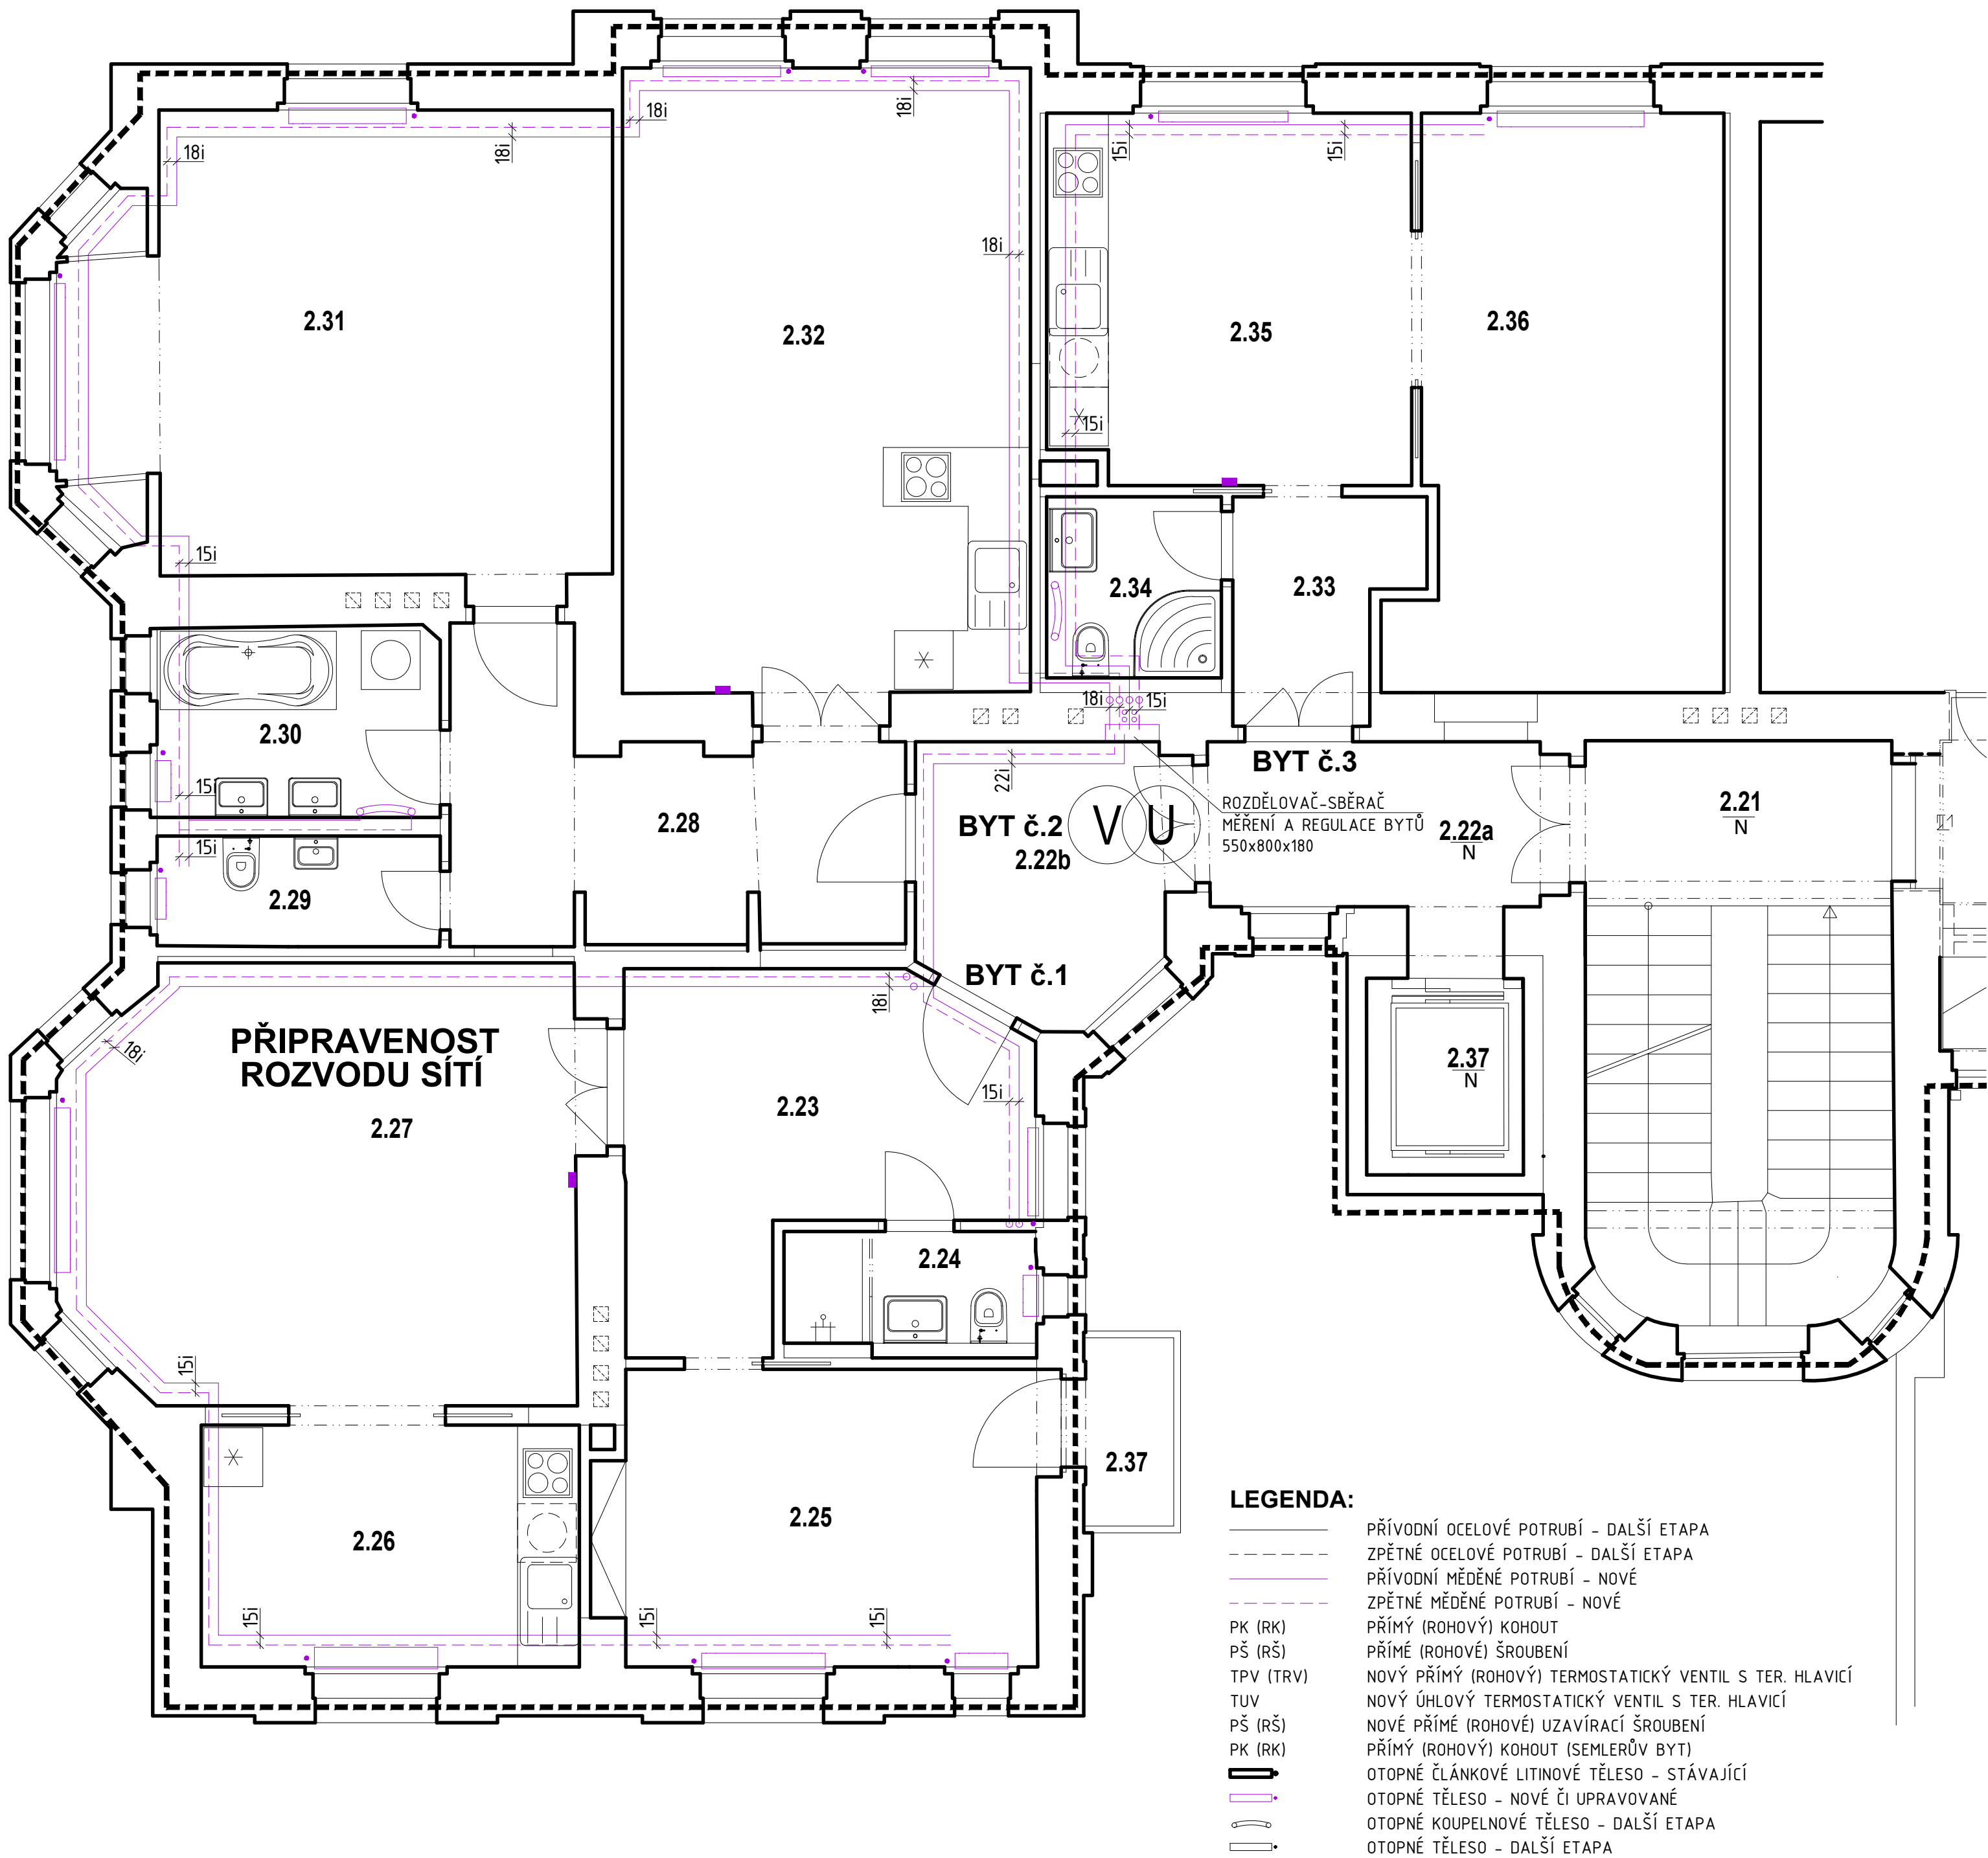 18i
18i
18i
18i
15i
15i
18i
2.31
2.32
2.35
2.36
15i
15i
2.34
2.33
18i
15i
2.30
15i
22i
BYT č.3
2.21
N
ROZDĚLOVAČ-SBĚRAČ
MĚŘENÍ A REGULACE BYTŮ
550x800x180
2.28
BYT č.2
2.22b
V
U
2.22a
N
15i
2.29
BYT č.1
18i
PŘIPRAVENOST
ROZVODU SÍTÍ
18i
2.27
2.23
15i
2.37
N
2.24
15i
2.37
2.26
2.25
15i
15i
15i
LEGENDA:
PŘÍVODNÍ OCELOVÉ POTRUBÍ - DALŠÍ ETAPA
ZPĚTNÉ OCELOVÉ POTRUBÍ - DALŠÍ ETAPA
PŘÍVODNÍ MĚDĚNÉ POTRUBÍ - NOVÉ
ZPĚTNÉ MĚDĚNÉ POTRUBÍ - NOVÉ
PK (RK) PŘÍMÝ (ROHOVÝ) KOHOUT
PŠ (RŠ) PŘÍMÉ (ROHOVÉ) ŠROUBENÍ
TPV (TRV) NOVÝ PŘÍMÝ (ROHOVÝ) TERMOSTATICKÝ VENTIL S TER. HLAVICÍ
TUV NOVÝ ÚHLOVÝ TERMOSTATICKÝ VENTIL S TER. HLAVICÍ
PŠ (RŠ) NOVÉ PŘÍMÉ (ROHOVÉ) UZAVÍRACÍ ŠROUBENÍ
PK (RK) PŘÍMÝ (ROHOVÝ) KOHOUT (SEMLERŮV BYT)
OTOPNÉ ČLÁNKOVÉ LITINOVÉ TĚLESO - STÁVAJÍCÍ
OTOPNÉ TĚLESO - NOVÉ ČI UPRAVOVANÉ
OTOPNÉ KOUPELNOVÉ TĚLESO - DALŠÍ ETAPA
OTOPNÉ TĚLESO - DALŠÍ ETAPA